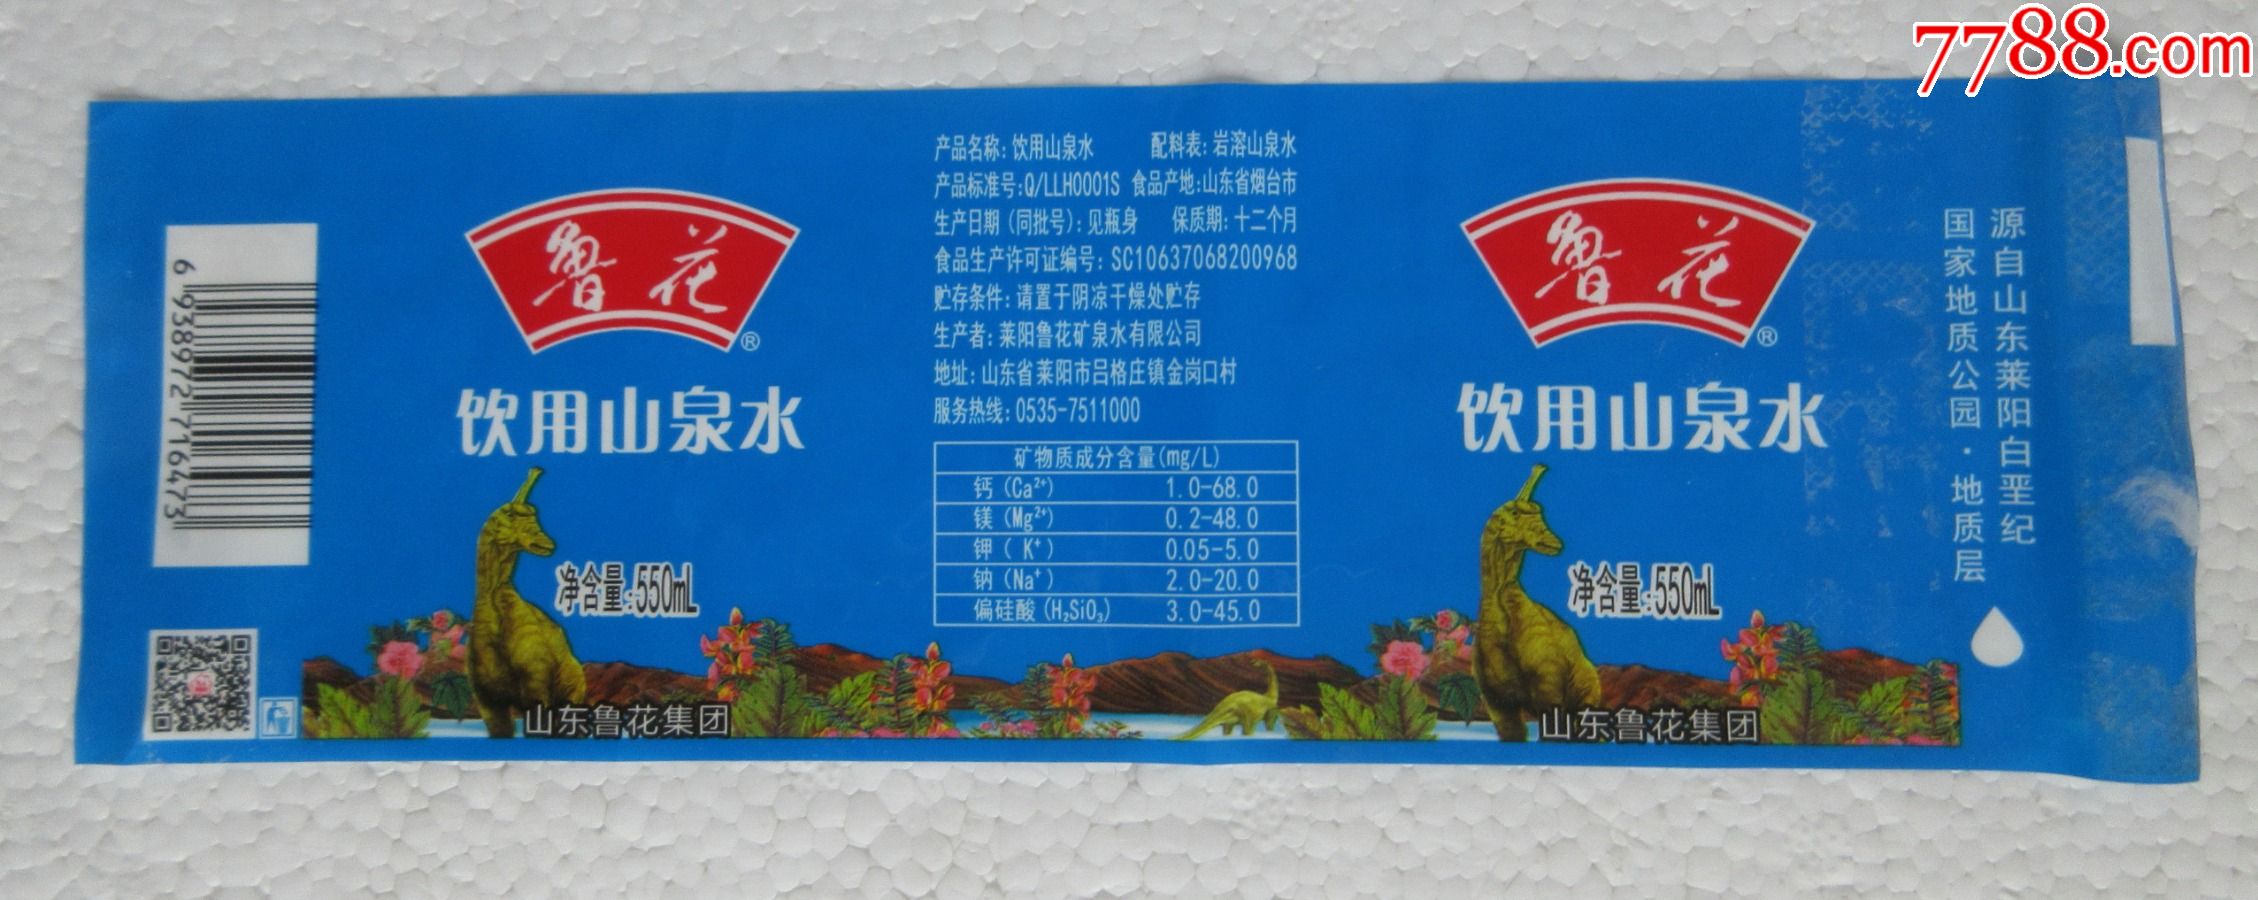 7788.com
6 938972 716473
鲁花®
饮用山泉水
净含量:550mL
山东鲁花集团
产品名称:饮用山泉水 配料表:岩溶山泉水
产品标准号:Q/LLH0001S 食品产地:山东省烟台市
生产日期(同批号):见瓶身 保质期:十二个月
食品生产许可证编号:SC10637068200968
贮存条件:请置于阴凉干燥处贮存
生产者:莱阳鲁花矿泉水有限公司
地址:山东省莱阳市吕格庄镇金岗口村
服务热线:0535-7511000
矿物质成分含量(mg/L)
钙(Ca²⁺) 1.0-68.0
镁(Mg²⁺) 0.2-48.0
钾(K⁺) 0.05-5.0
钠(Na⁺) 2.0-20.0
偏硅酸(H₂SiO₃) 3.0-45.0
鲁花®
饮用山泉水
净含量:550mL
山东鲁花集团
源自山东莱阳白垩纪
国家地质公园·地质层